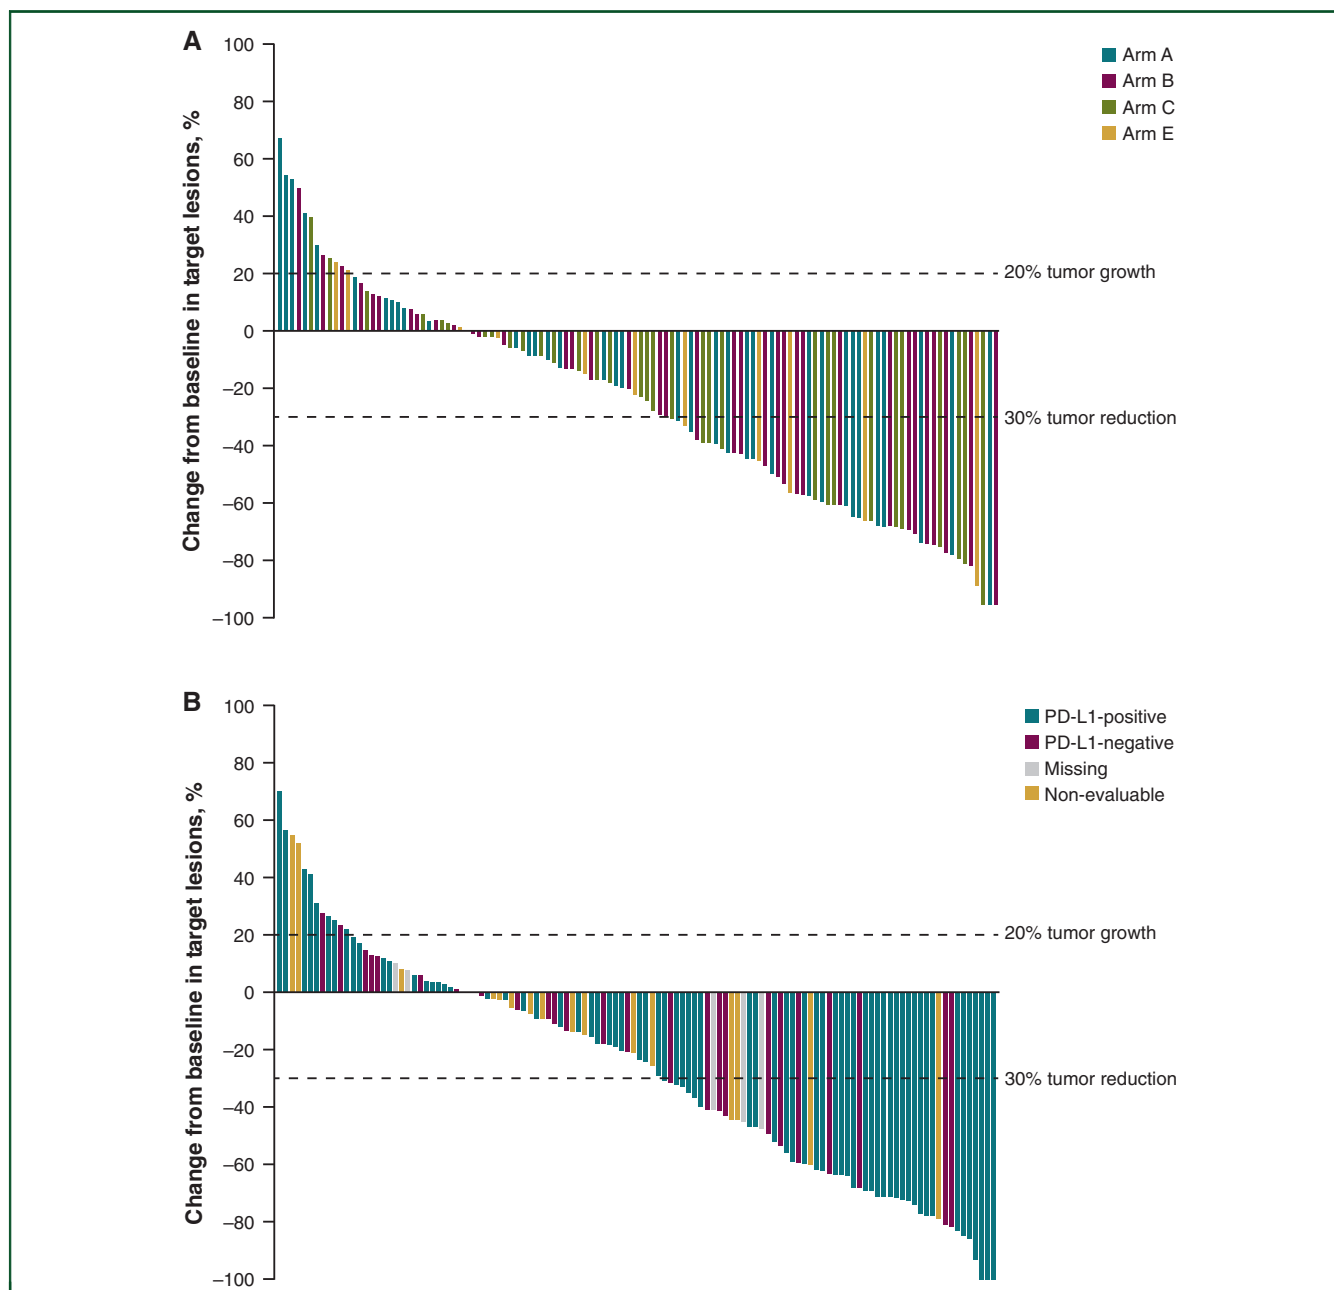 A
Change from baseline in target lesions, %
100
80
60
40
20
0
–20
–40
–60
–80
–100
Arm A
Arm B
Arm C
Arm E
20% tumor growth
30% tumor reduction
B
Change from baseline in target lesions, %
100
80
60
40
20
0
–20
–40
–60
–80
–100
PD-L1-positive
PD-L1-negative
Missing
Non-evaluable
20% tumor growth
30% tumor reduction